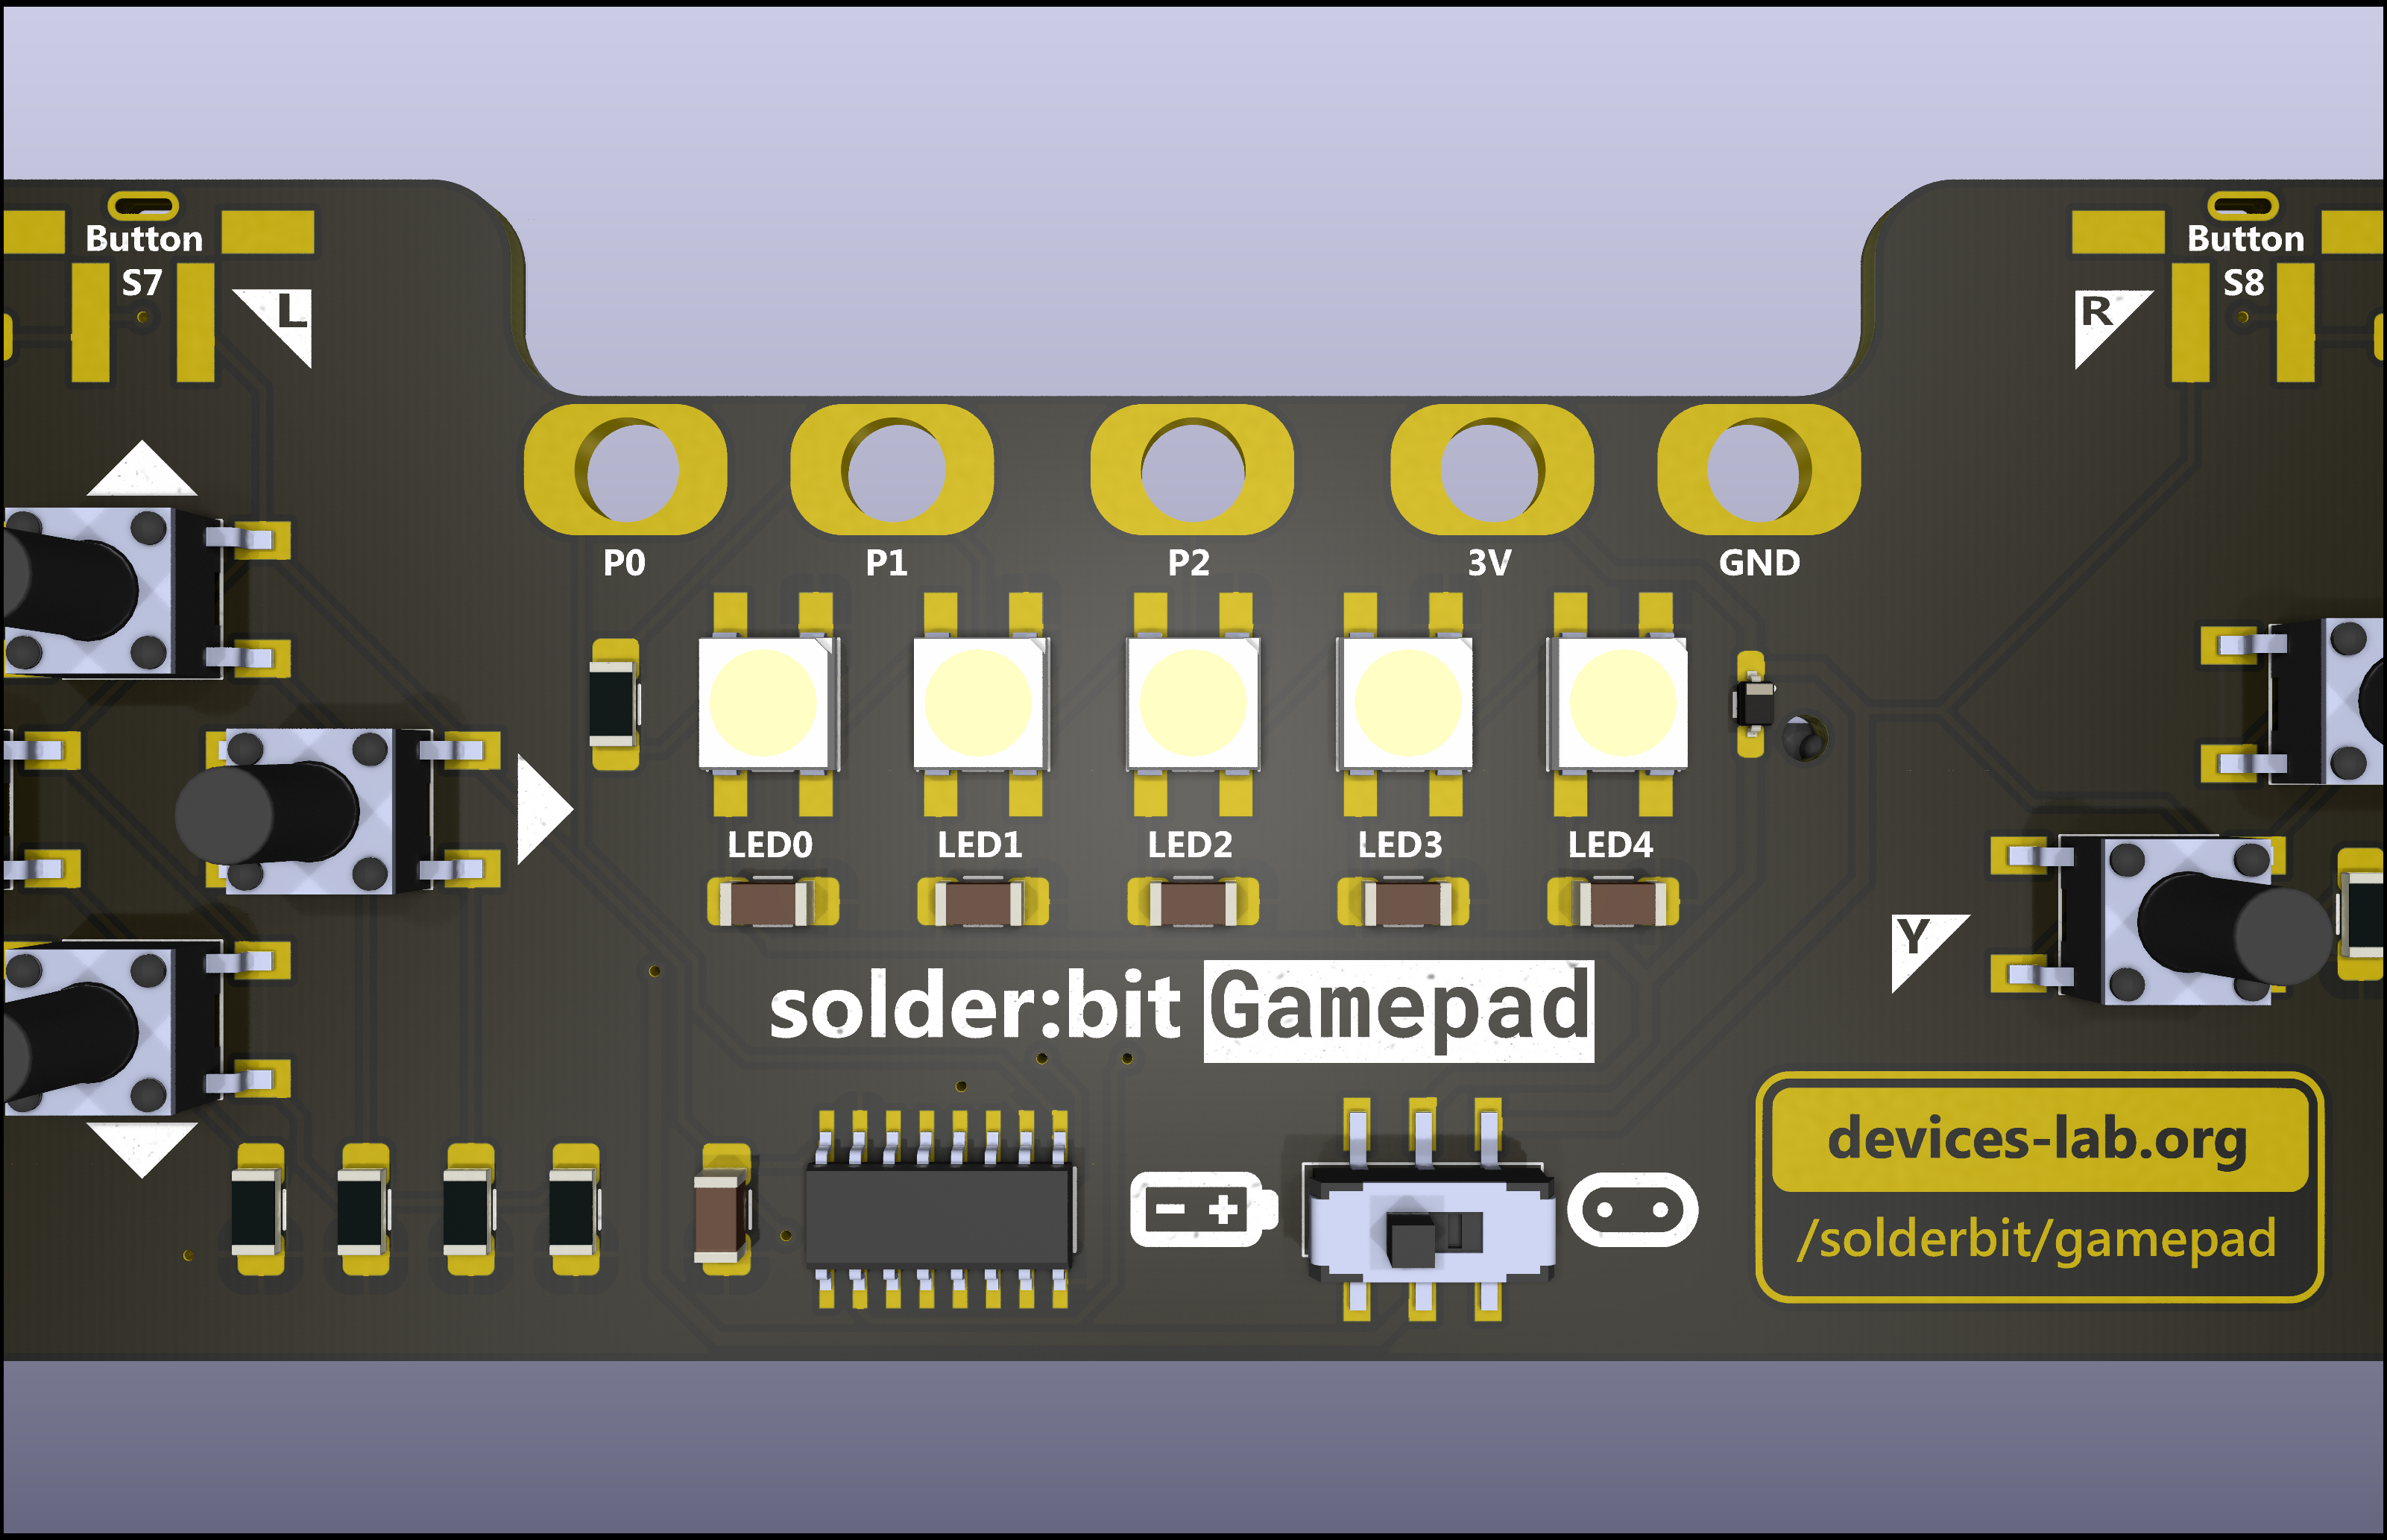 Button
S7
L
Button
S8
R
P0
P1
P2
3V
GND
LED0
LED1
LED2
LED3
LED4
Y
solder:bit Gamepad
devices-lab.org
/solderbit/gamepad
- +